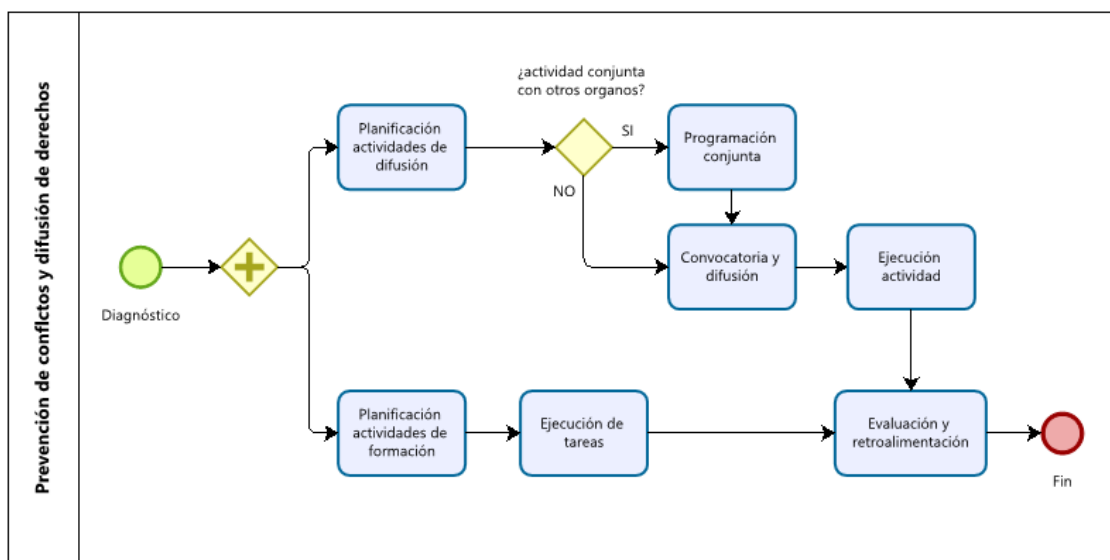 Prevención de conflctos y difusión de derechos
¿actividad conjunta
con otros organos?
Planificación
actividades de
difusión
SI
Programación
conjunta
NO
Convocatoria y
difusión
Ejecución
actividad
Diagnóstico
Planificación
actividades de
formación
Ejecución de
tareas
Evaluación y
retroalimentación
Fin